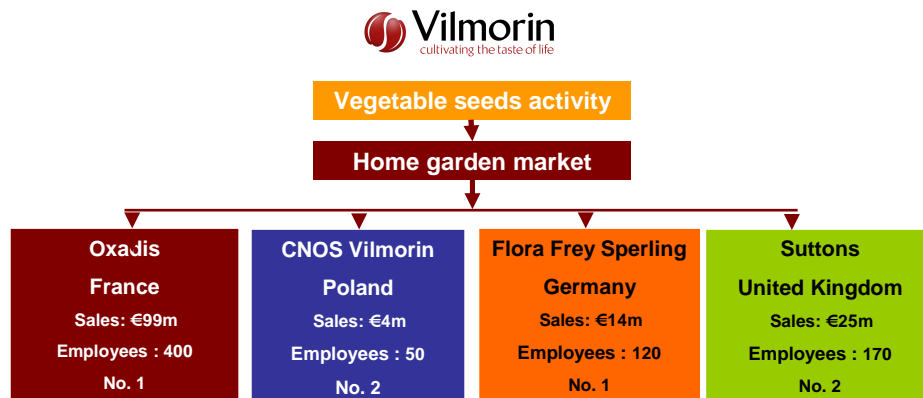 Vilmorin
cultivating the taste of life
Vegetable seeds activity
Home garden market
Oxadis
France
Sales: €99m
Employees : 400
No. 1
CNOS Vilmorin
Poland
Sales: €4m
Employees : 50
No. 2
Flora Frey Sperling
Germany
Sales: €14m
Employees : 120
No. 1
Suttons
United Kingdom
Sales: €25m
Employees : 170
No. 2